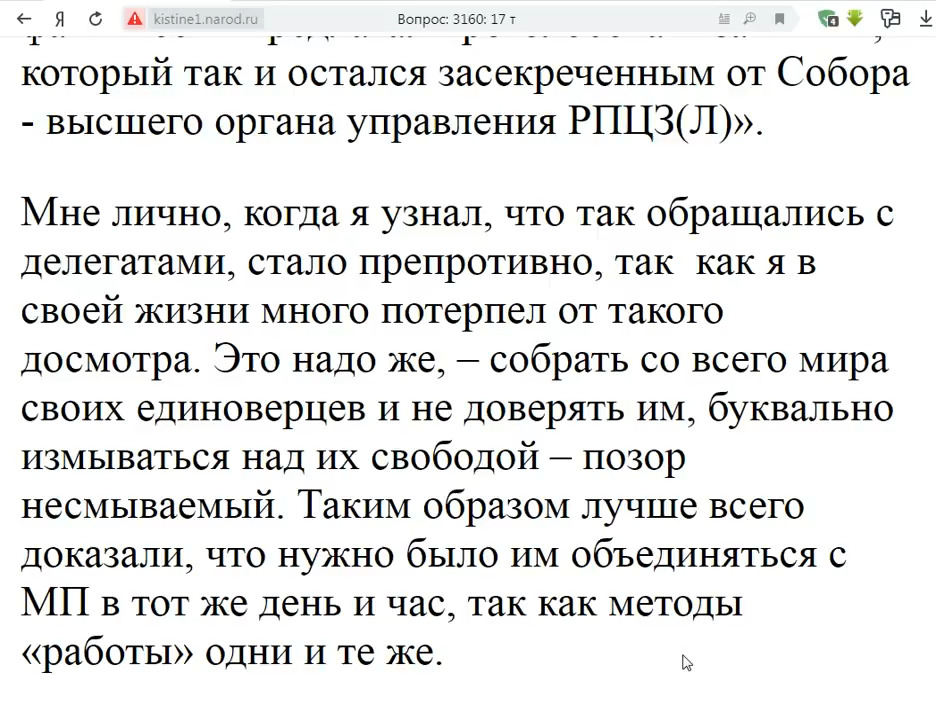 Я
kistine1.narod.ru
Вопрос: 3160: 17 т
4
который так и остался засекреченным от Собора
- высшего органа управления РПЦЗ(Л)».
Мне лично, когда я узнал, что так обращались с
делегатами, стало препротивно, так как я в
своей жизни много потерпел от такого
досмотра. Это надо же, – собрать со всего мира
своих единоверцев и не доверять им, буквально
измываться над их свободой – позор
несмываемый. Таким образом лучше всего
доказали, что нужно было им объединяться с
МП в тот же день и час, так как методы
«работы» одни и те же.